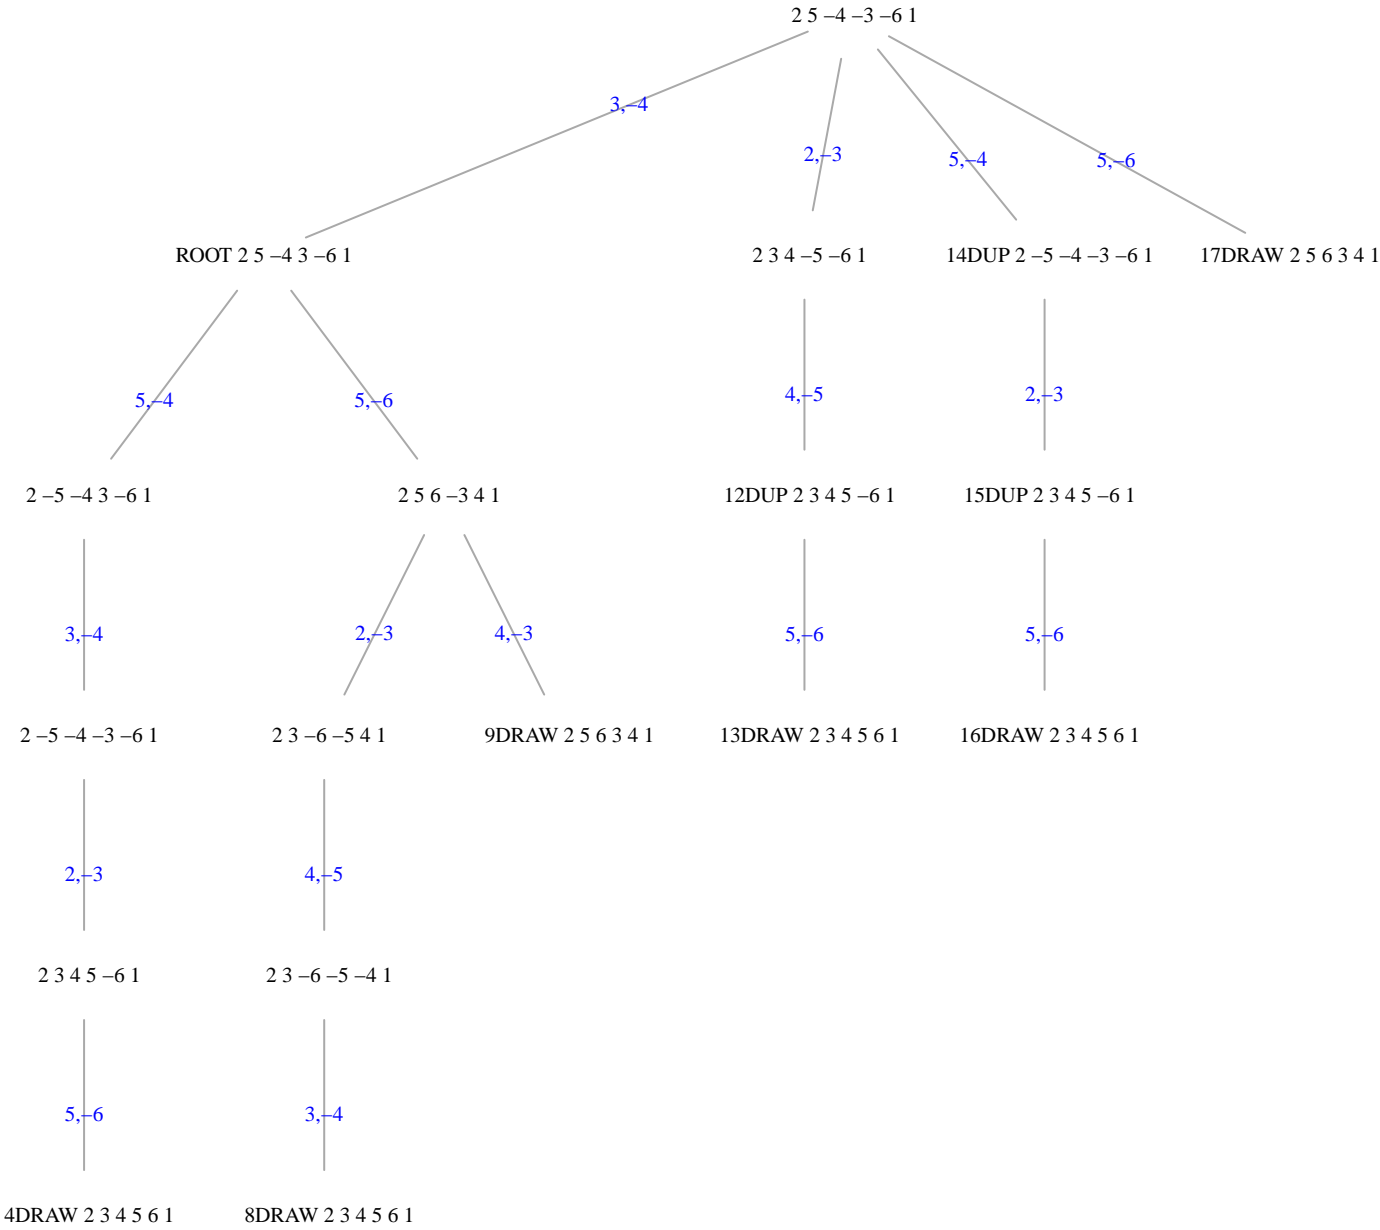 2 5 –4 –3 –6 1
3,–4
2,–3
5,–4
5,–6
ROOT 2 5 –4 3 –6 1
2 3 4 –5 –6 1
14DUP 2 –5 –4 –3 –6 1
17DRAW 2 5 6 3 4 1
5,–4
5,–6
4,–5
2,–3
2 –5 –4 3 –6 1
2 5 6 –3 4 1
12DUP 2 3 4 5 –6 1
15DUP 2 3 4 5 –6 1
3,–4
2,–3
4,–3
5,–6
5,–6
2 –5 –4 –3 –6 1
2 3 –6 –5 4 1
9DRAW 2 5 6 3 4 1
13DRAW 2 3 4 5 6 1
16DRAW 2 3 4 5 6 1
2,–3
4,–5
2 3 4 5 –6 1
2 3 –6 –5 –4 1
5,–6
3,–4
4DRAW 2 3 4 5 6 1
8DRAW 2 3 4 5 6 1